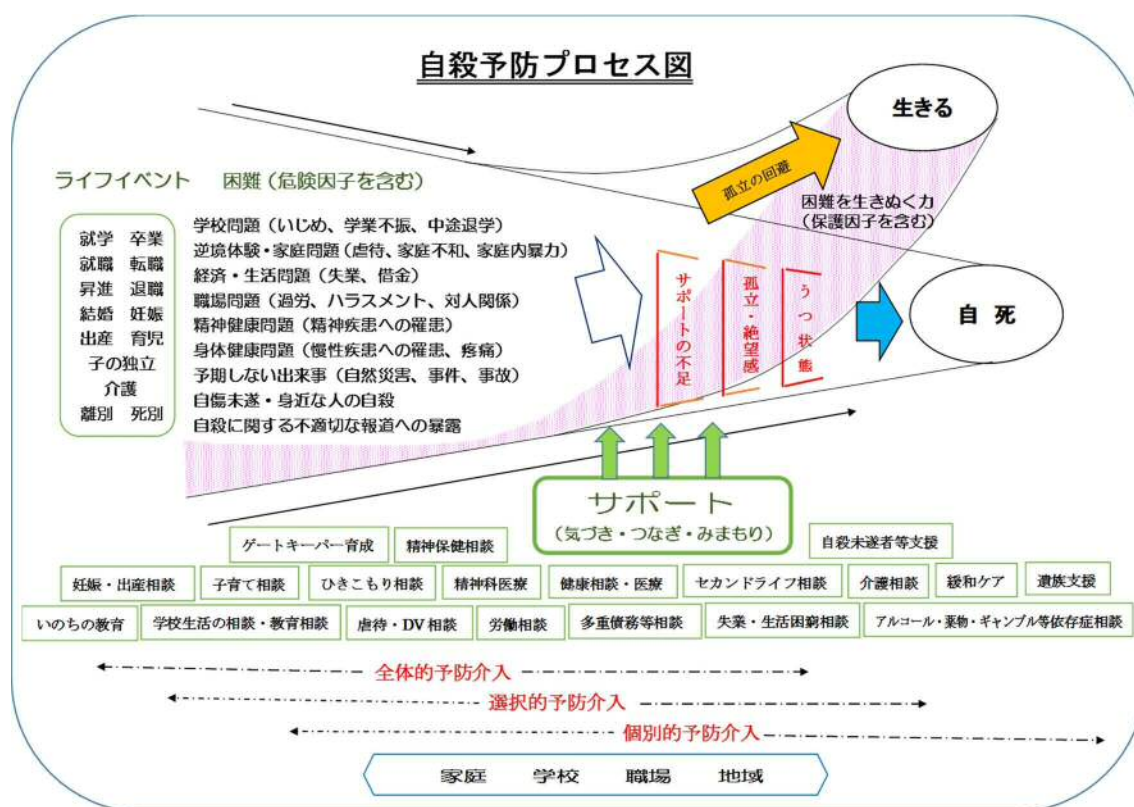 自殺予防プロセス図
生きる
孤立の回避
困難を生きぬく力
(保護因子を含む)
ライフイベント 困難(危険因子を含む)
就学 卒業
就職 転職
昇進 退職
結婚 妊娠
出産 育児
子の独立
介護
離別 死別
学校問題(いじめ、学業不振、中途退学)
逆境体験・家庭問題(虐待、家庭不和、家庭内暴力)
経済・生活問題(失業、借金)
職場問題(過労、ハラスメント、対人関係)
精神健康問題(精神疾患への罹患)
身体健康問題(慢性疾患への罹患、疼痛)
予期しない出来事(自然災害、事件、事故)
自傷未遂・身近な人の自殺
自殺に関する不適切な報道への暴露
サポートの不足
孤立・絶望感
うつ状態
自死
サポート
(気づき・つなぎ・みまもり)
ゲートキーパー育成 精神保健相談 自殺未遂者等支援
妊娠・出産相談 子育て相談 ひきこもり相談 精神科医療 健康相談・医療 セカンドライフ相談 介護相談 緩和ケア 遺族支援
いのちの教育 学校生活の相談・教育相談 虐待・DV相談 労働相談 多重債務等相談 失業・生活困窮相談 アルコール・薬物・ギャンブル等依存症相談
全体的予防介入
選択的予防介入
個別的予防介入
家庭 学校 職場 地域